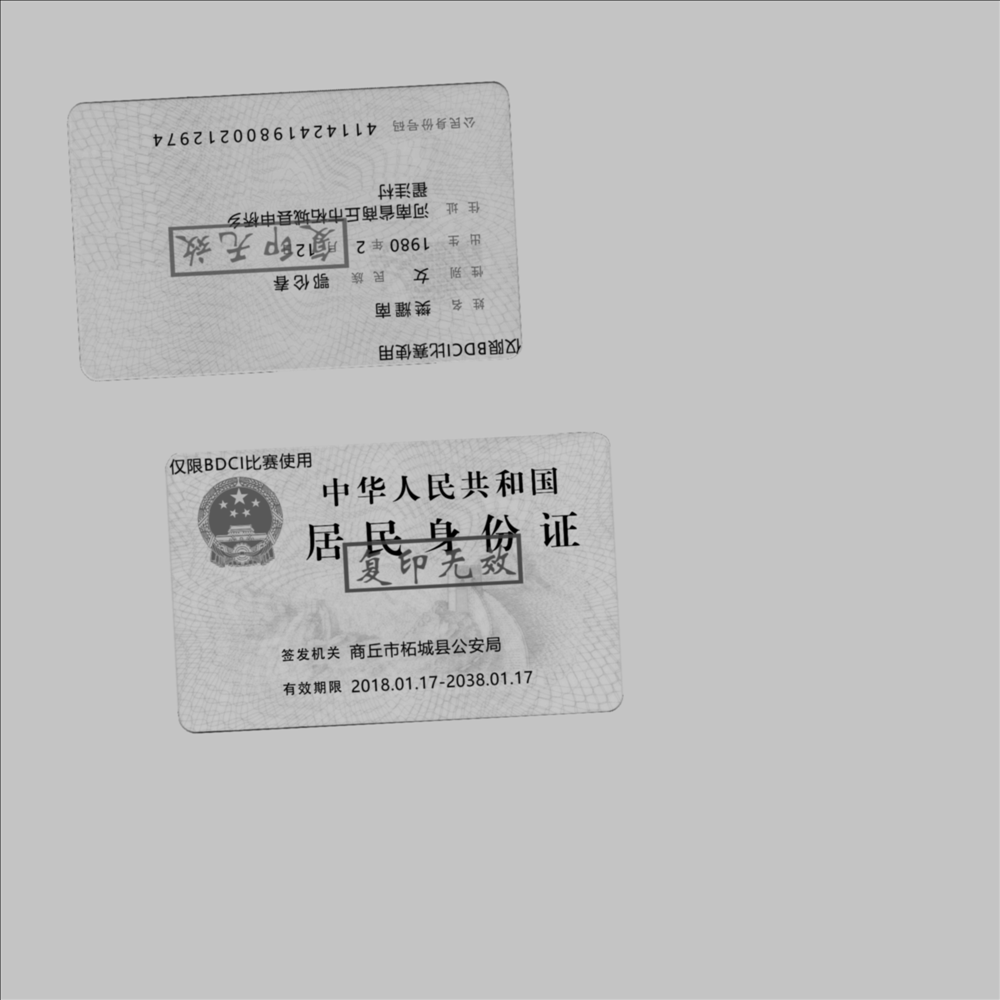 仅限BDCI比赛使用
姓名 樊耀南
性别 女 民族 鄂伦春
出生 1980 年 2 月 12
住址 河南省商丘市柘城县申桥乡
翟洼村
复印无效
公民身份号码 41142419800212974
仅限BDCI比赛使用
中华人民共和国
居民身份证
复印无效
签发机关 商丘市柘城县公安局
有效期限 2018.01.17-2038.01.17